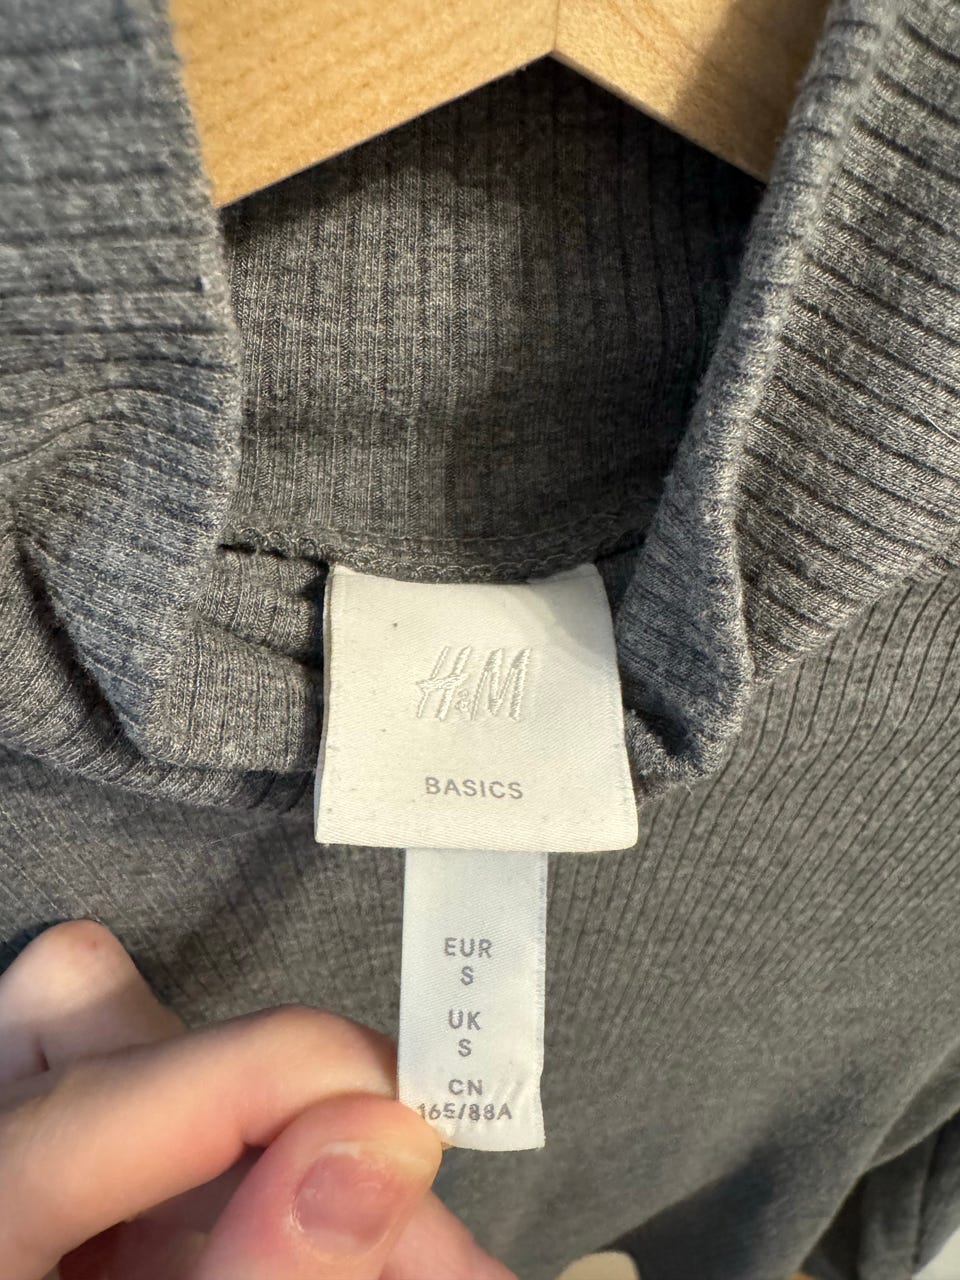 H&M
BASICS
EUR
S
UK
S
CN
165/88A